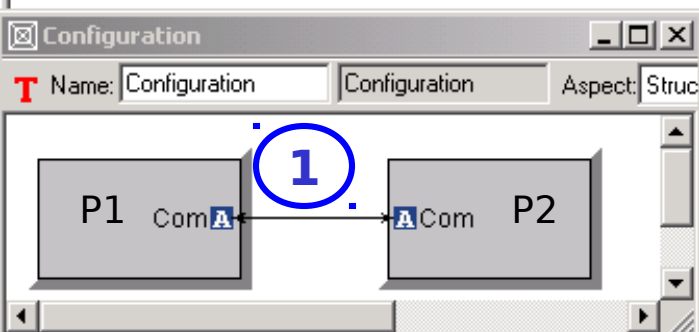 Configuration
T Name: Configuration Configuration Aspect: Struc
1
P1 Com A A Com P2